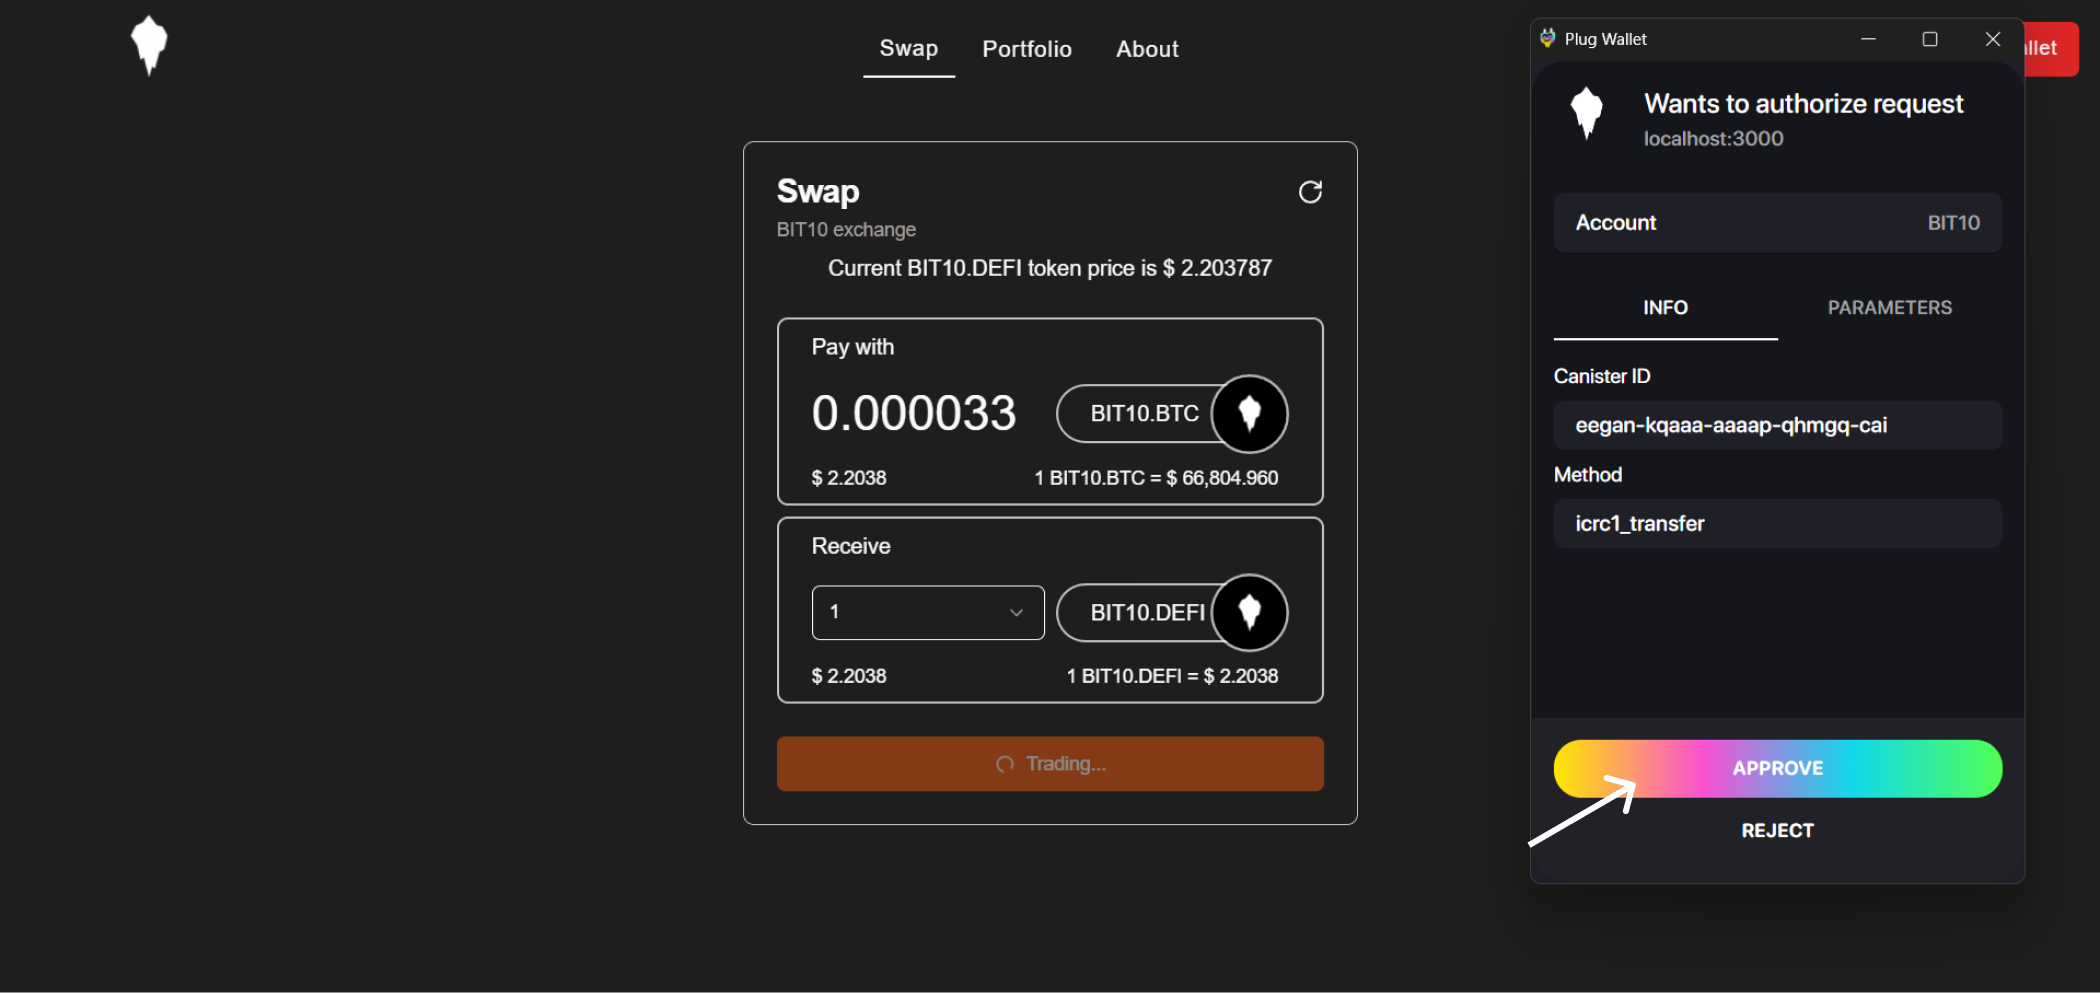 Swap Portfolio About
Swap
BIT10 exchange
Current BIT10.DEFI token price is $ 2.203787
Pay with
0.000033 BIT10.BTC
$ 2.2038 1 BIT10.BTC = $ 66,804.960
Receive
1 BIT10.DEFI
$ 2.2038 1 BIT10.DEFI = $ 2.2038
Trading...
Plug Wallet
Wants to authorize request
localhost:3000
Account BIT10
INFO PARAMETERS
Canister ID
eegan-kqaaa-aaaap-qhmgq-cai
Method
icrc1_transfer
APPROVE
REJECT